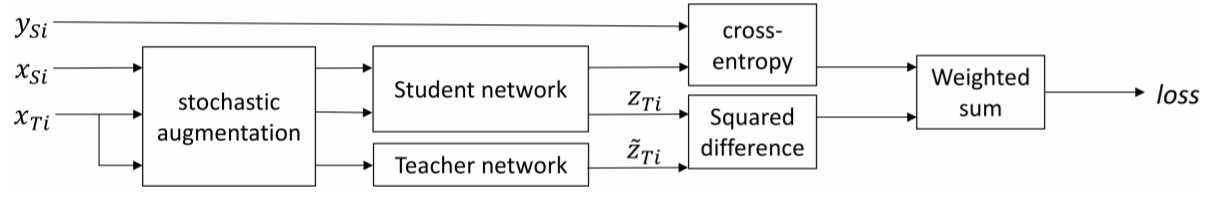 y_Si
x_Si
x_Ti
stochastic
augmentation
Student network
Teacher network
z_Ti
z̃_Ti
cross-
entropy
Squared
difference
Weighted
sum
loss